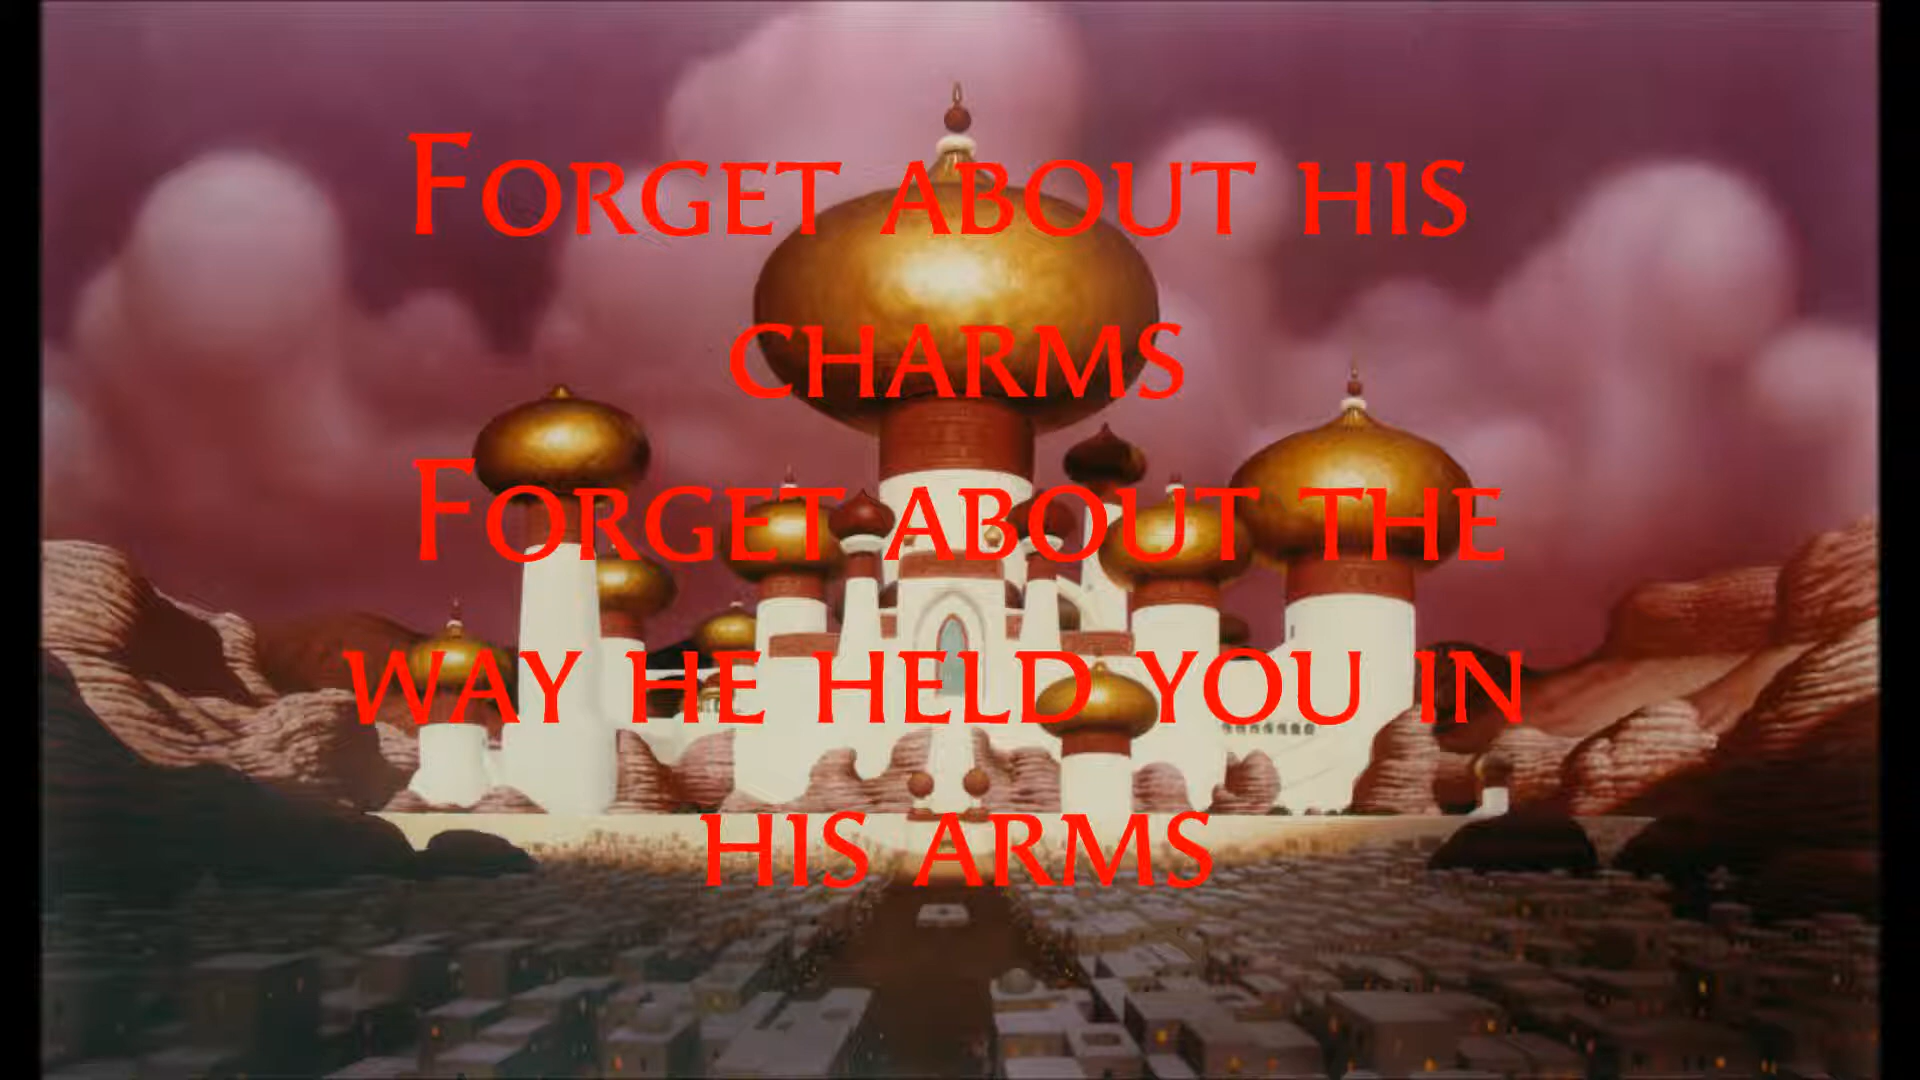 Forget about his
charms
Forget about the
way he held you in
his arms